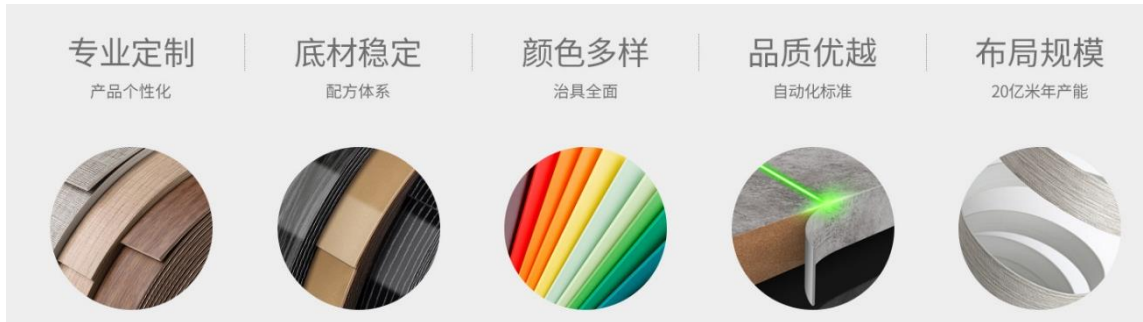 专业定制
产品个性化
底材稳定
配方体系
颜色多样
治具全面
品质优越
自动化标准
布局规模
20亿米年产能